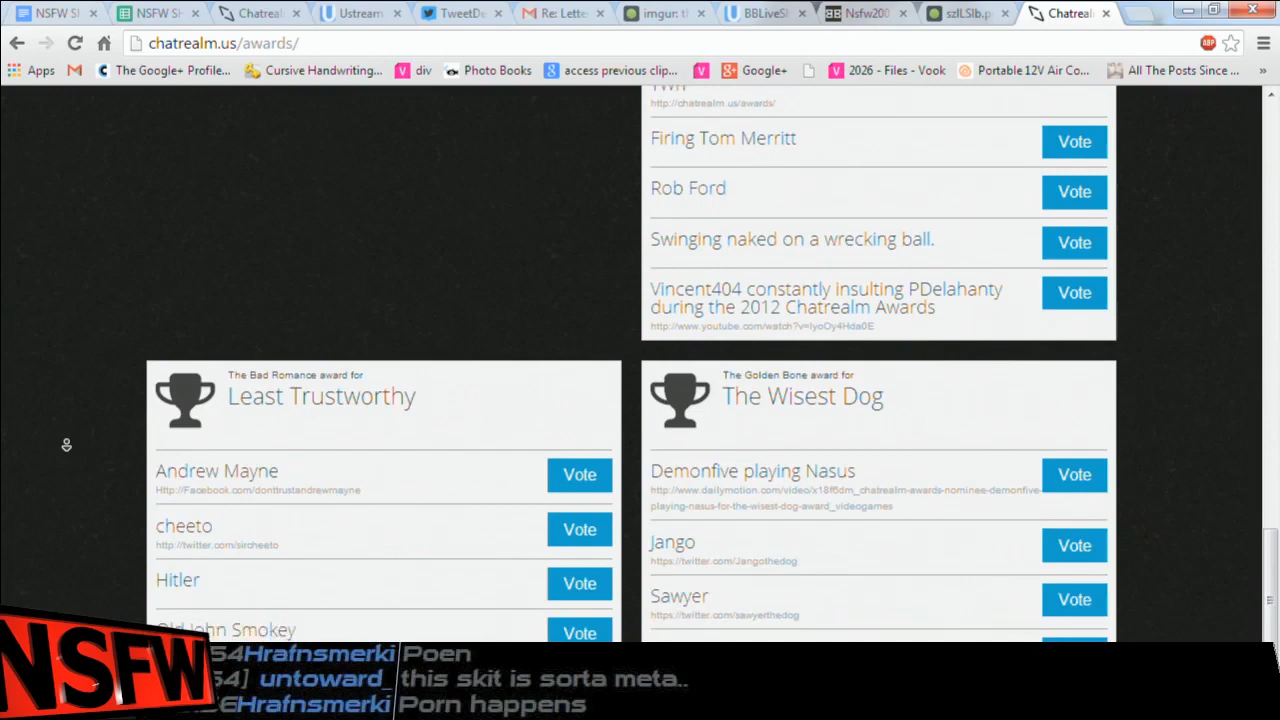 NSFW SH
NSFW SH
Chatreal
Ustream
TweetDe
Re: Lette
imgur: th
BBLiveSh
Nsfw200
szlLSlb.p
Chatreal
chatrealm.us/awards/
ABP
Apps
The Google+ Profile...
Cursive Handwriting...
div
Photo Books
access previous clip...
Google+
2026 - Files - Vook
Portable 12V Air Co...
All The Posts Since ...
»
http://chatrealm.us/awards/
Firing Tom Merritt
Vote
Rob Ford
Vote
Swinging naked on a wrecking ball.
Vote
Vincent404 constantly insulting PDelahanty
during the 2012 Chatrealm Awards
http://www.youtube.com/watch?v=lyoOy4Hda0E
Vote
The Bad Romance award for
Least Trustworthy
Andrew Mayne
Http://Facebook.com/donttrustandrewmayne
Vote
cheeto
http://twitter.com/sircheeto
Vote
Hitler
Vote
Old John Smokey
Vote
The Golden Bone award for
The Wisest Dog
Demonfive playing Nasus
http://www.dailymotion.com/video/x18ff5dm_chatrealm-awards-nominee-demonfive-
playing-nasus-for-the-wisest-dog-award_videogames
Vote
Jango
https://twitter.com/Jangothedog
Vote
Sawyer
https://twitter.com/sawyerthedog
Vote
NSFW
54 Hrafnsmerki Poen
54] untoward_ this skit is sorta meta..
Hrafnsmerki Porn happens